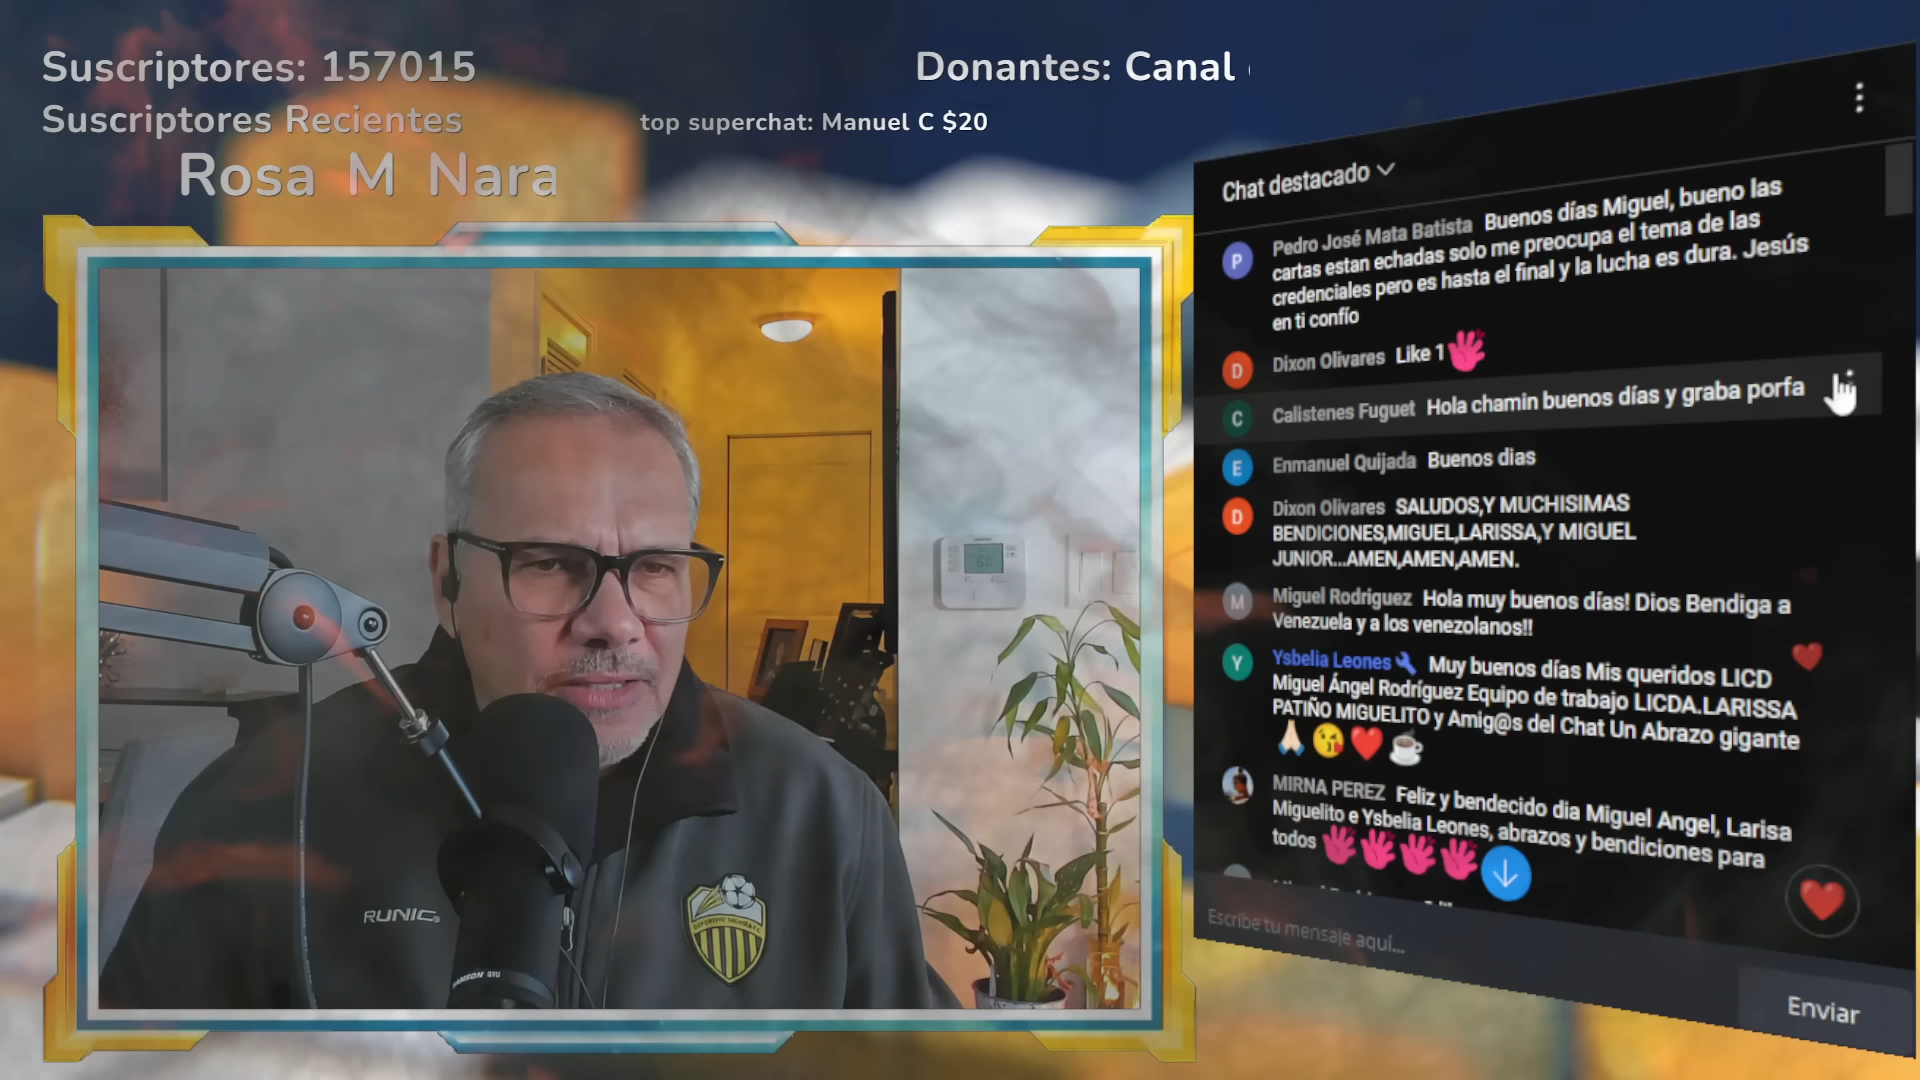 Suscriptores: 157015
Suscriptores Recientes
Rosa M Nara
Donantes: Canal
top superchat: Manuel C $20
Chat destacado
P Pedro José Mata Batista Buenos días Miguel, bueno las
cartas estan echadas solo me preocupa el tema de las
credenciales pero es hasta el final y la lucha es dura. Jesús
en ti confío
D Dixon Olivares Like 1
C Calistenes Fuguet Hola chamin buenos días y graba porfa
E Enmanuel Quijada Buenos dias
D Dixon Olivares SALUDOS,Y MUCHISIMAS
BENDICIONES,MIGUEL,LARISSA,Y MIGUEL
JUNIOR...AMEN,AMEN,AMEN.
M Miguel Rodriguez Hola muy buenos días! Dios Bendiga a
Venezuela y a los venezolanos!!
Y Ysbelia Leones Muy buenos días Mis queridos LICD
Miguel Ángel Rodríguez Equipo de trabajo LICDA.LARISSA
PATIÑO MIGUELITO y Amig@s del Chat Un Abrazo gigante
🙏🏻😘❤️☕
MIRNA PEREZ Feliz y bendecido dia Miguel Angel, Larisa
Miguelito e Ysbelia Leones, abrazos y bendiciones para
todos
Escribe tu mensaje aquí...
Enviar
RUNIC
DEPORTIVO TACHIRA F.C.
SAMSON Q9U